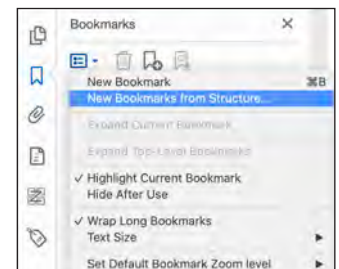 Bookmarks
New Bookmark ⌘B
New Bookmarks from Structure...
Expand Current Bookmark
Expand Top-Level Bookmarks
✓ Highlight Current Bookmark
Hide After Use
✓ Wrap Long Bookmarks
Text Size
Set Default Bookmark Zoom level